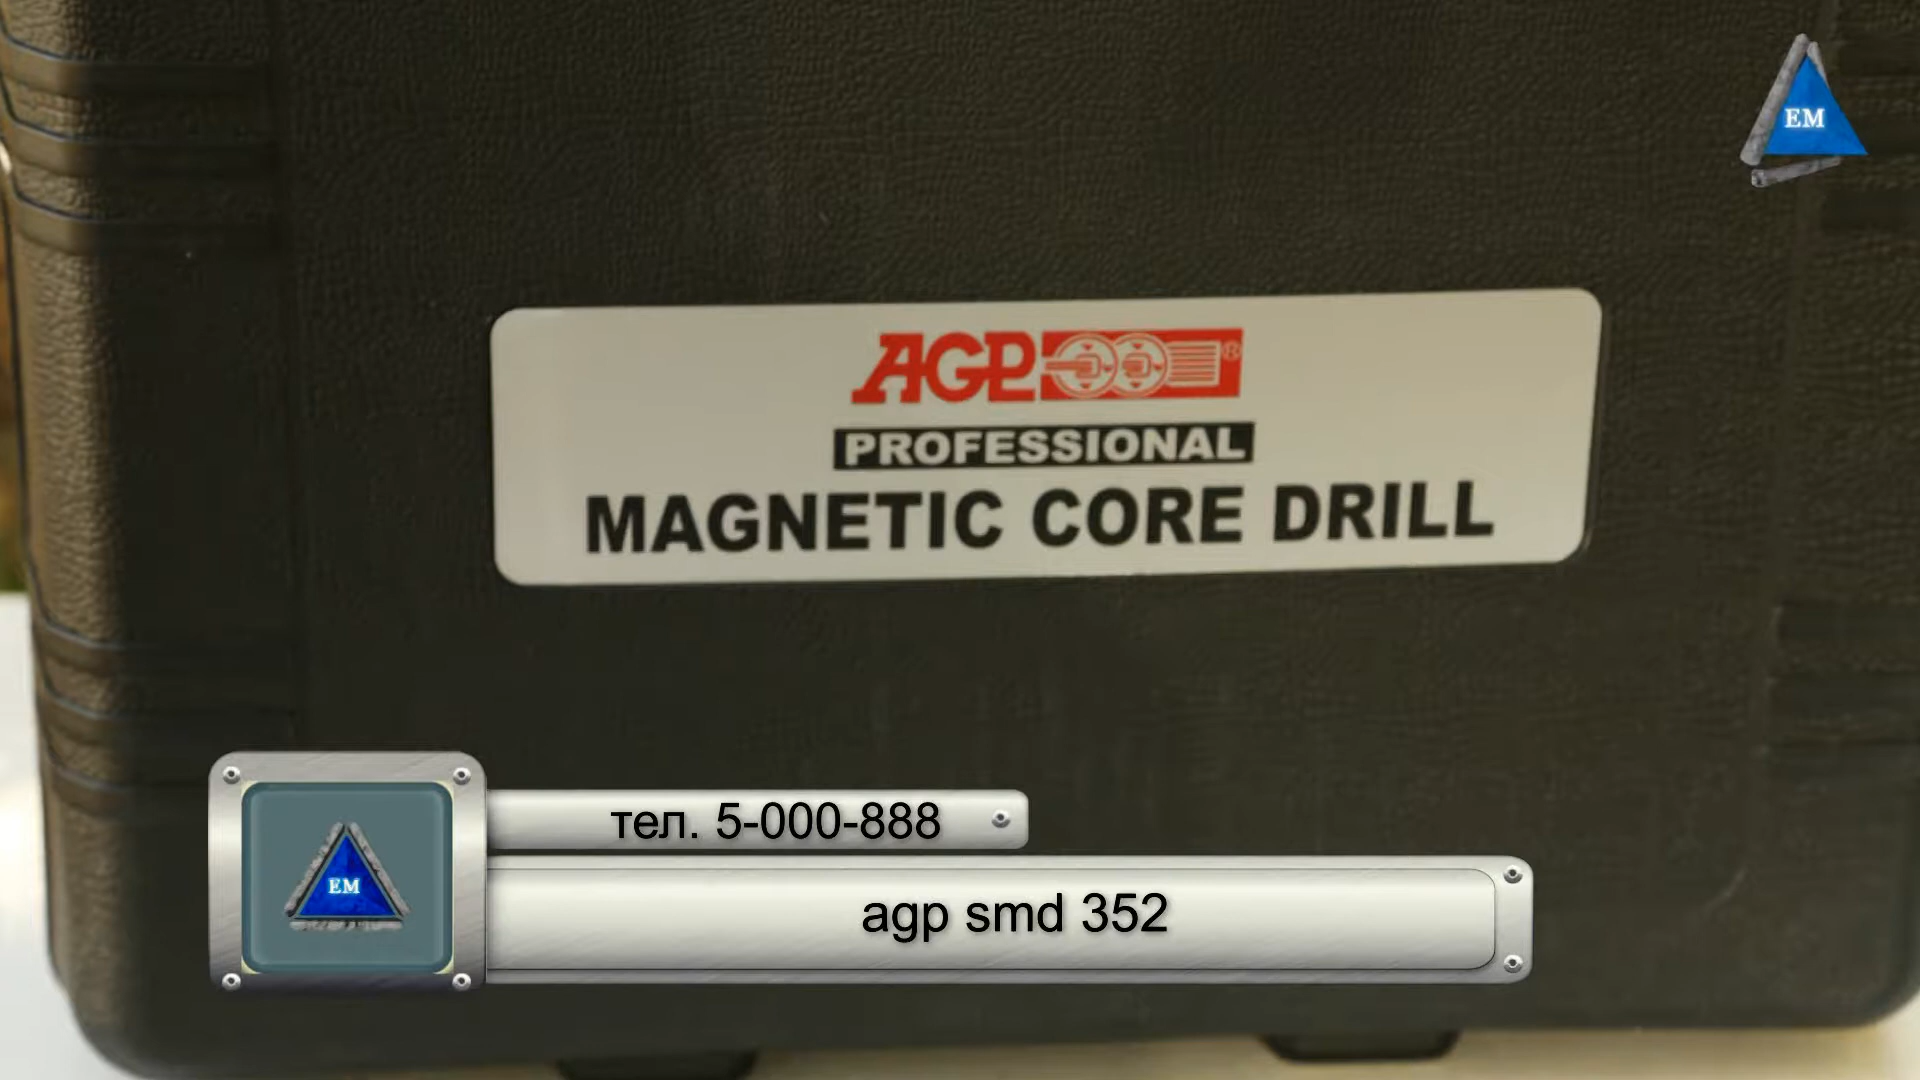 EM
AGP®
PROFESSIONAL
MAGNETIC CORE DRILL
тел. 5-000-888
EM
agp smd 352